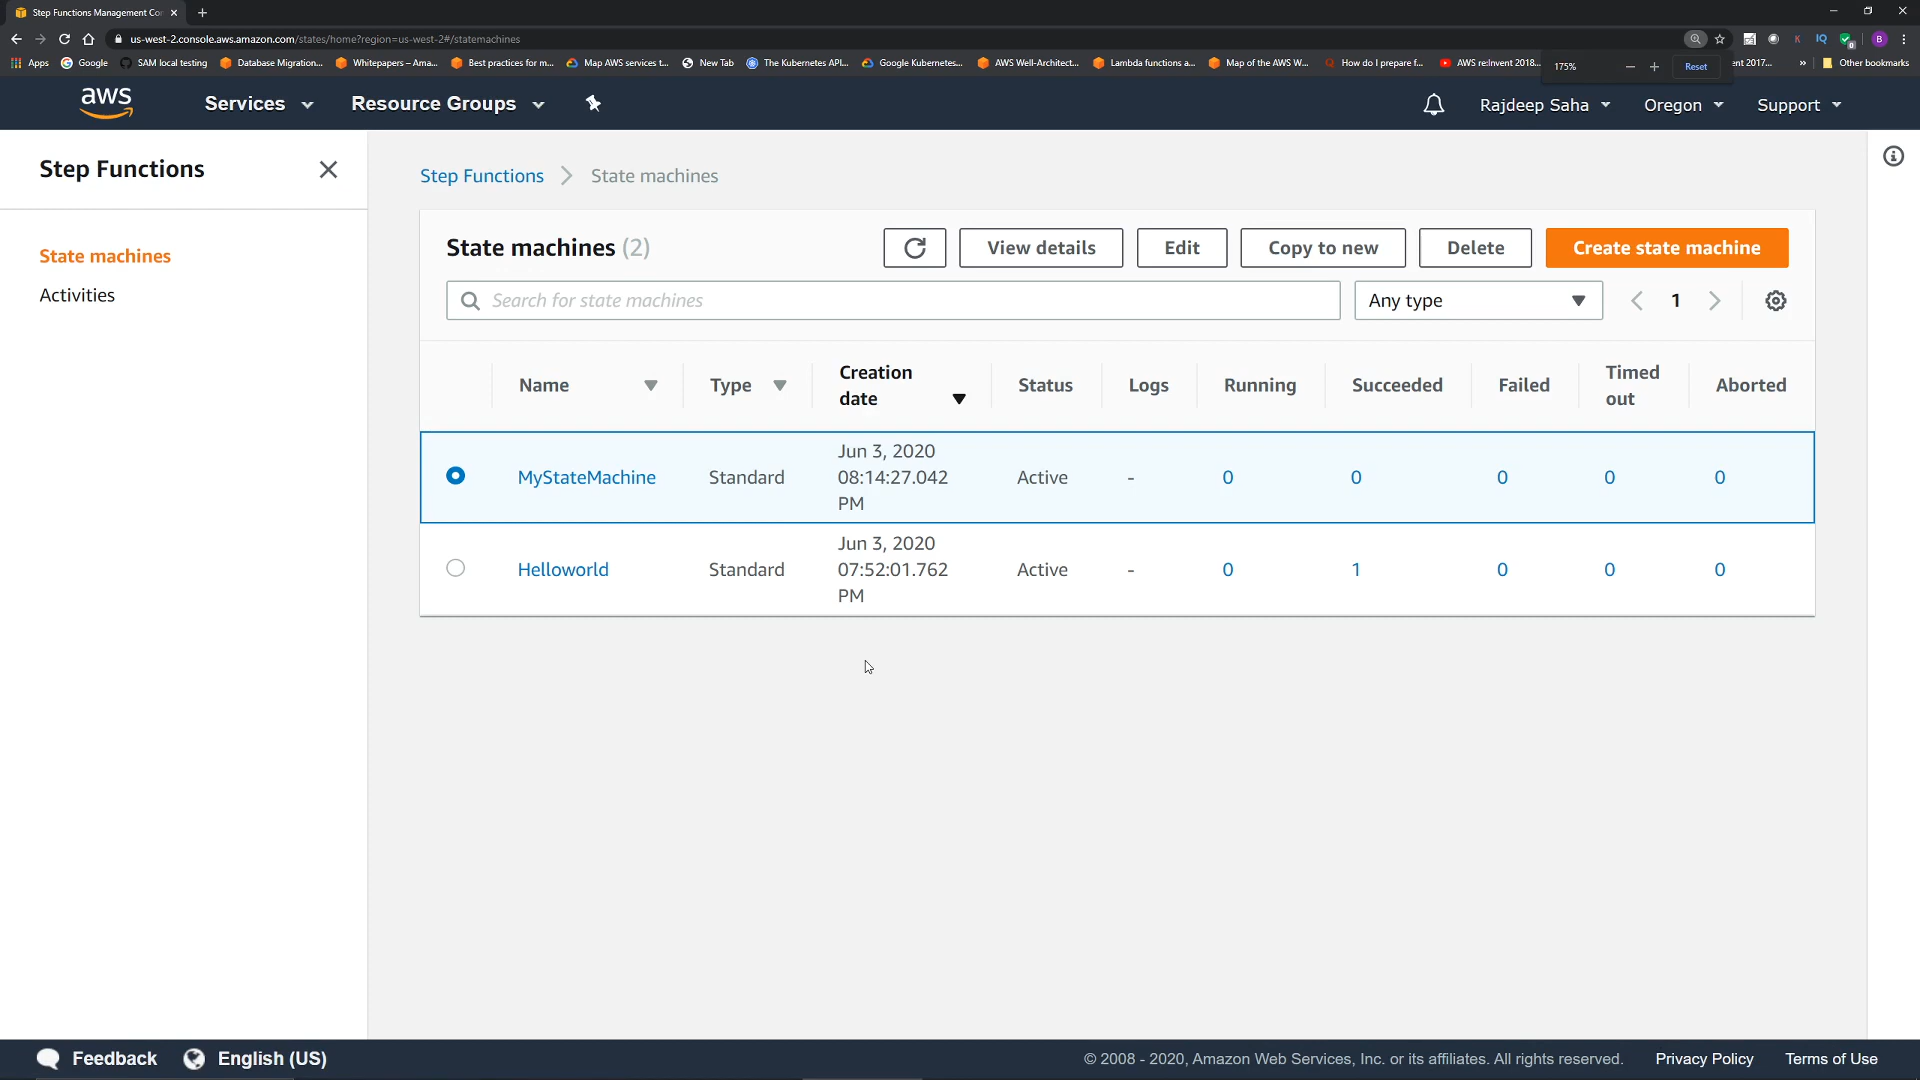 Step Functions Management Con
us-west-2.console.aws.amazon.com/states/home?region=us-west-2#/statemachines
Apps
Google
SAM local testing
Database Migration...
Whitepapers – Ama...
Best practices for m...
Map AWS services t...
New Tab
The Kubernetes API...
Google Kubernetes...
AWS Well-Architect...
Lambda functions a...
Map of the AWS W...
How do I prepare f...
AWS re:Invent 2018...
ent 2017...
»
Other bookmarks
175%
Reset
K
IQ
0
B
aws
Services
Resource Groups
Rajdeep Saha
Oregon
Support
Step Functions
State machines
Activities
Step Functions
State machines
State machines (2)
View details
Edit
Copy to new
Delete
Create state machine
Search for state machines
Any type
1
Name
Type
Creation
date
Status
Logs
Running
Succeeded
Failed
Timed
out
Aborted
MyStateMachine
Standard
Jun 3, 2020
08:14:27.042
PM
Active
-
0
0
0
0
0
Helloworld
Standard
Jun 3, 2020
07:52:01.762
PM
Active
-
0
1
0
0
0
Feedback
English (US)
© 2008 - 2020, Amazon Web Services, Inc. or its affiliates. All rights reserved.
Privacy Policy
Terms of Use